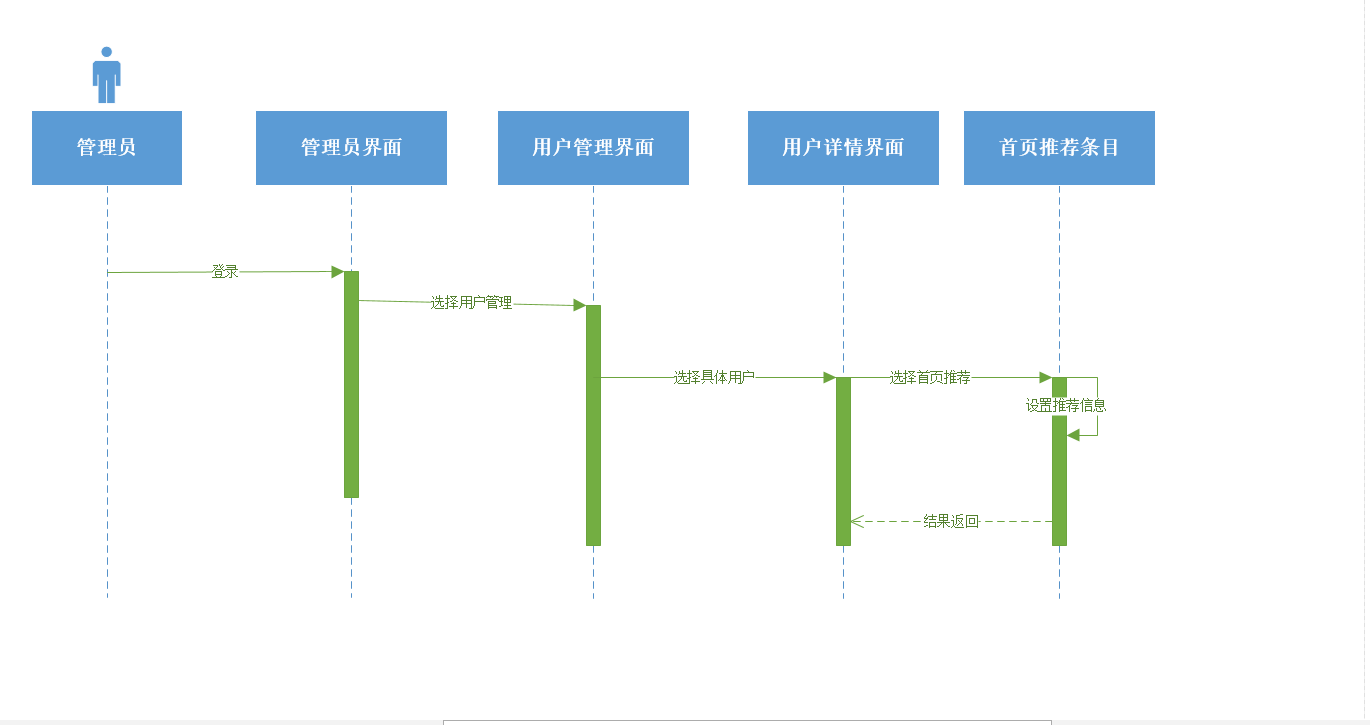 管理员
管理员界面
用户管理界面
用户详情界面
首页推荐条目
登录
选择用户管理
选择具体用户
选择首页推荐
设置推荐信息
结果返回